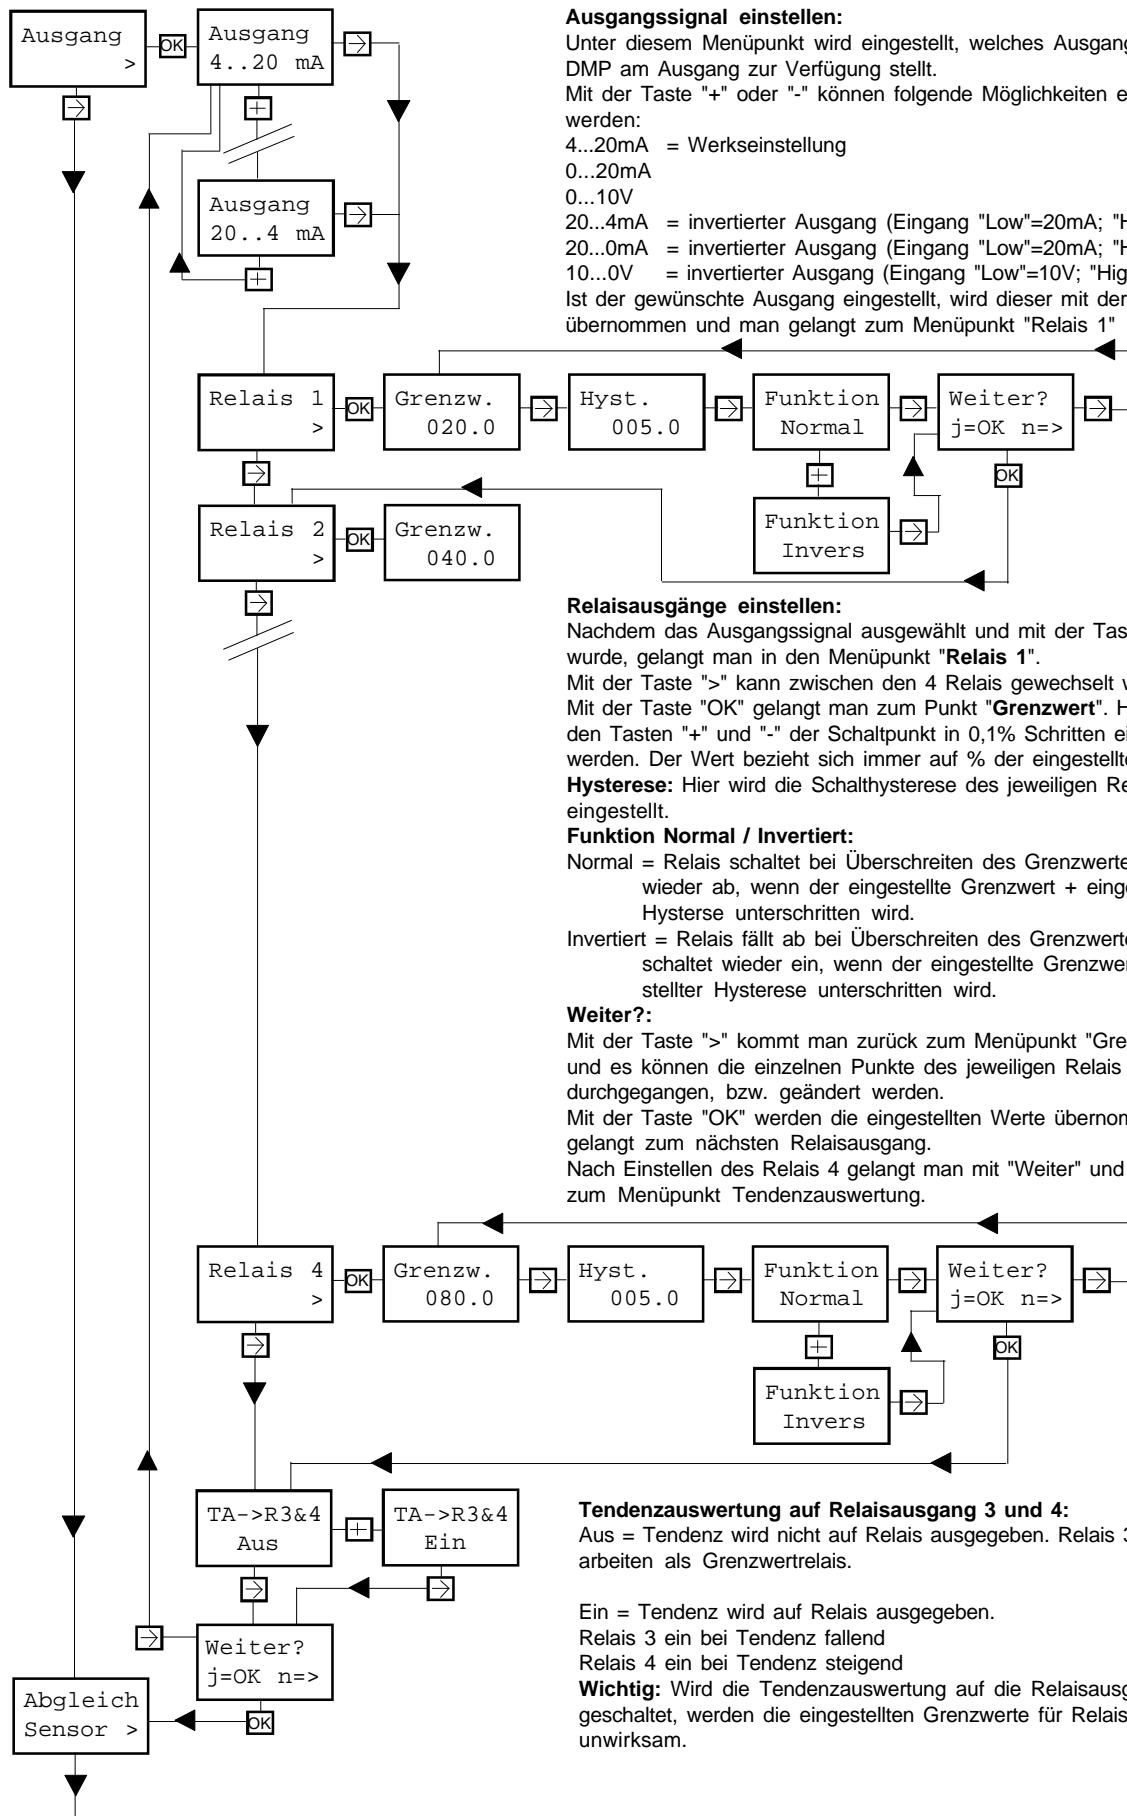 Ausgang
>
OK
Ausgang
4..20 mA
+
Ausgang
20..4 mA
+
Ausgangssignal einstellen:
Unter diesem Menüpunkt wird eingestellt, welches
DMP am Ausgang zur Verfügung stellt.
Mit der Taste "+" oder "-" können folgende Möglichkeiten
werden:
4...20mA = Werkseinstellung
0...20mA
0...10V
20...4mA = invertierter Ausgang (Eingang "Low"=20mA;
20...0mA = invertierter Ausgang (Eingang "Low"=20mA;
10...0V = invertierter Ausgang (Eingang "Low"=10V;
Ist der gewünschte Ausgang eingestellt, wird dieser mit der
übernommen und man gelangt zum Menüpunkt "Relais 1"
Relais 1
>
OK
Grenzw.
020.0
Hyst.
005.0
Funktion
Normal
Weiter?
j=OK n=>
+
OK
Funktion
Invers
Relais 2
>
OK
Grenzw.
040.0
Relaisausgänge einstellen:
Nachdem das Ausgangssignal ausgewählt und mit der
wurde, gelangt man in den Menüpunkt "Relais 1".
Mit der Taste ">" kann zwischen den 4 Relais gewechselt
Mit der Taste "OK" gelangt man zum Punkt "Grenzwert".
den Tasten "+" und "-" der Schaltpunkt in 0,1% Schritten
werden. Der Wert bezieht sich immer auf % der
Hysterese: Hier wird die Schalthysterese des jeweiligen
eingestellt.
Funktion Normal / Invertiert:
Normal = Relais schaltet bei Überschreiten des
wieder ab, wenn der eingestellte Grenzwert +
Hysterse unterschritten wird.
Invertiert = Relais fällt ab bei Überschreiten des
schaltet wieder ein, wenn der eingestellte
stellter Hysterese unterschritten wird.
Weiter?:
Mit der Taste ">" kommt man zurück zum Menüpunkt
und es können die einzelnen Punkte des jeweiligen Relais
durchgegangen, bzw. geändert werden.
Mit der Taste "OK" werden die eingestellten Werte
gelangt zum nächsten Relaisausgang.
Nach Einstellen des Relais 4 gelangt man mit "Weiter" und
zum Menüpunkt Tendenzauswertung.
Relais 4
>
OK
Grenzw.
080.0
Hyst.
005.0
Funktion
Normal
Weiter?
j=OK n=>
+
OK
Funktion
Invers
TA->R3&4
Aus
+
TA->R3&4
Ein
Weiter?
j=OK n=>
OK
Abgleich
Sensor >
Tendenzauswertung auf Relaisausgang 3 und 4:
Aus = Tendenz wird nicht auf Relais ausgegeben. Relais 3
arbeiten als Grenzwertrelais.
Ein = Tendenz wird auf Relais ausgegeben.
Relais 3 ein bei Tendenz fallend
Relais 4 ein bei Tendenz steigend
Wichtig: Wird die Tendenzauswertung auf die
geschaltet, werden die eingestellten Grenzwerte für Relais
unwirksam.